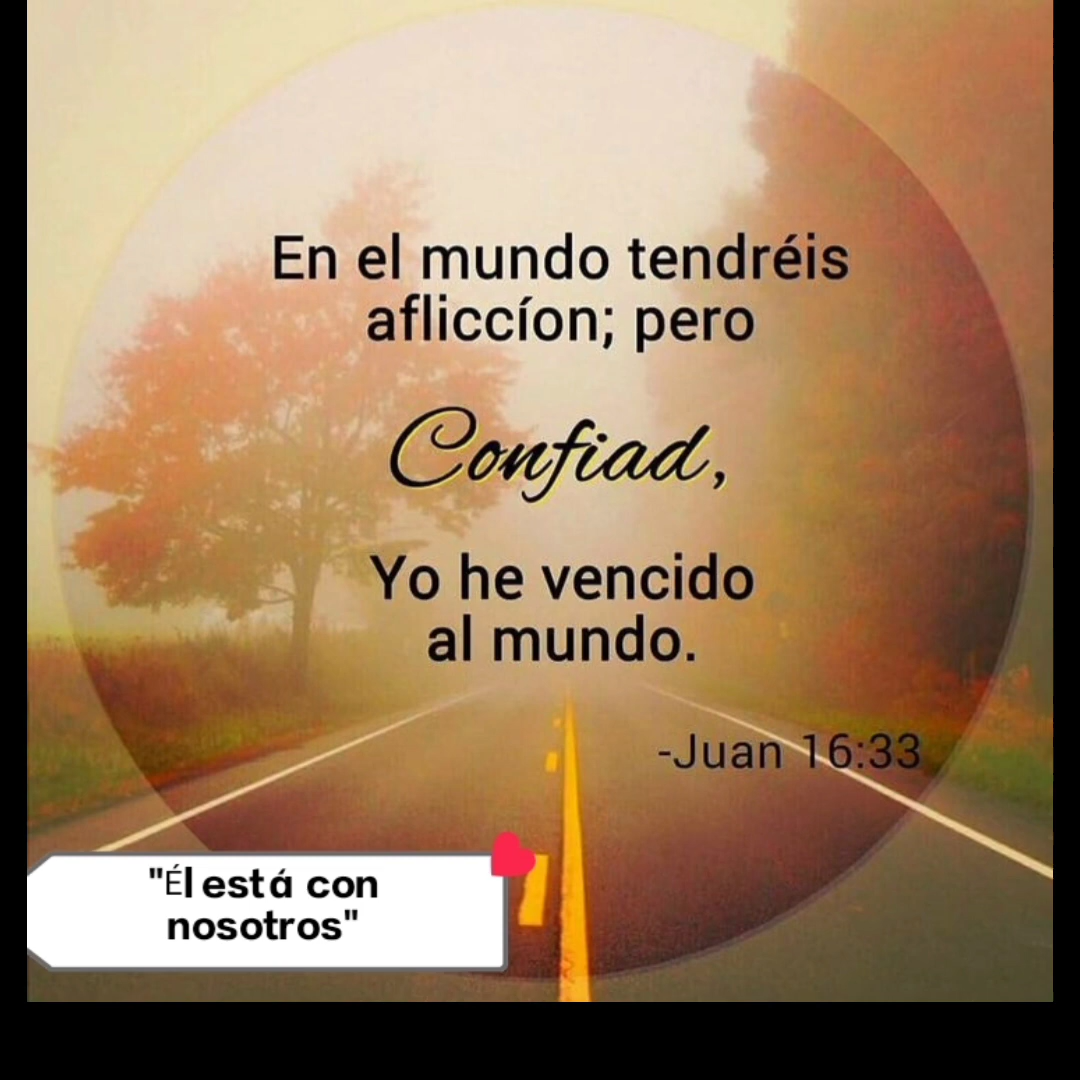 En el mundo tendréis
afliccíon; pero
Confiad,
Yo he vencido
al mundo.
-Juan 16:33
"Él está con
nosotros"